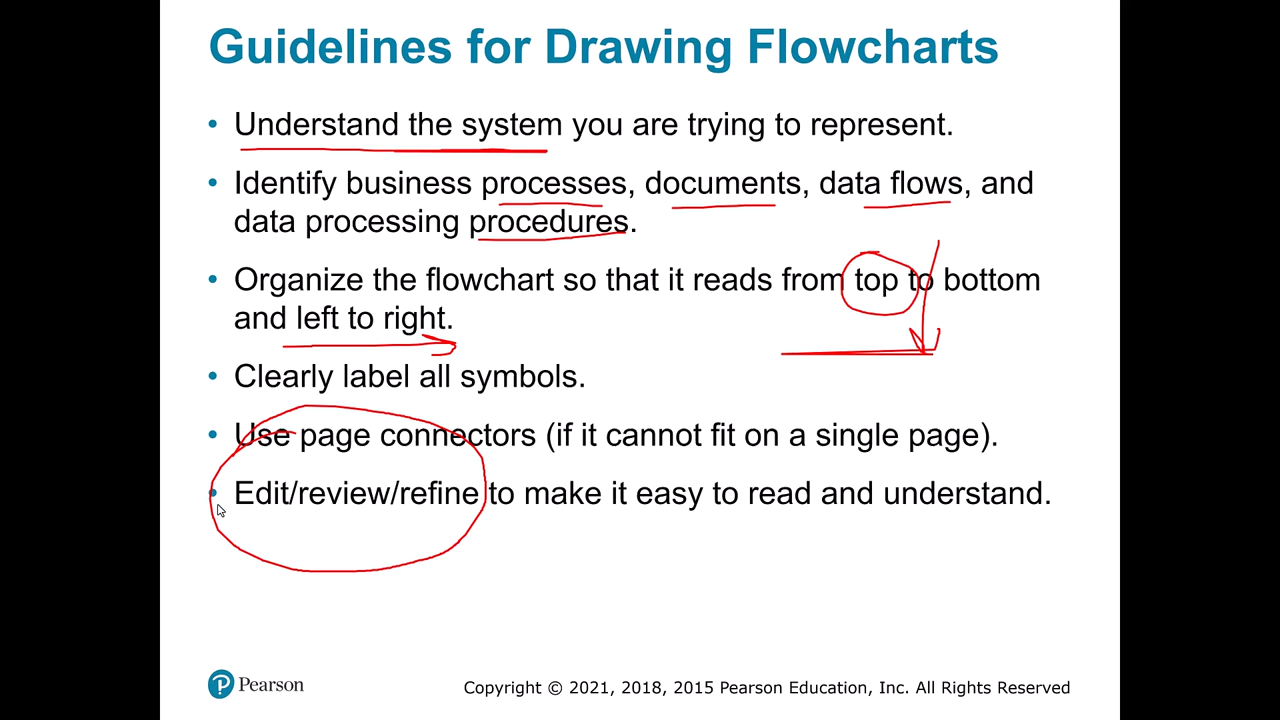 Guidelines for Drawing Flowcharts
• Understand the system you are trying to represent.
• Identify business processes, documents, data flows, and
data processing procedures.
• Organize the flowchart so that it reads from top to bottom
and left to right.
• Clearly label all symbols.
• Use page connectors (if it cannot fit on a single page).
• Edit/review/refine to make it easy to read and understand.
P Pearson
Copyright © 2021, 2018, 2015 Pearson Education, Inc. All Rights Reserved